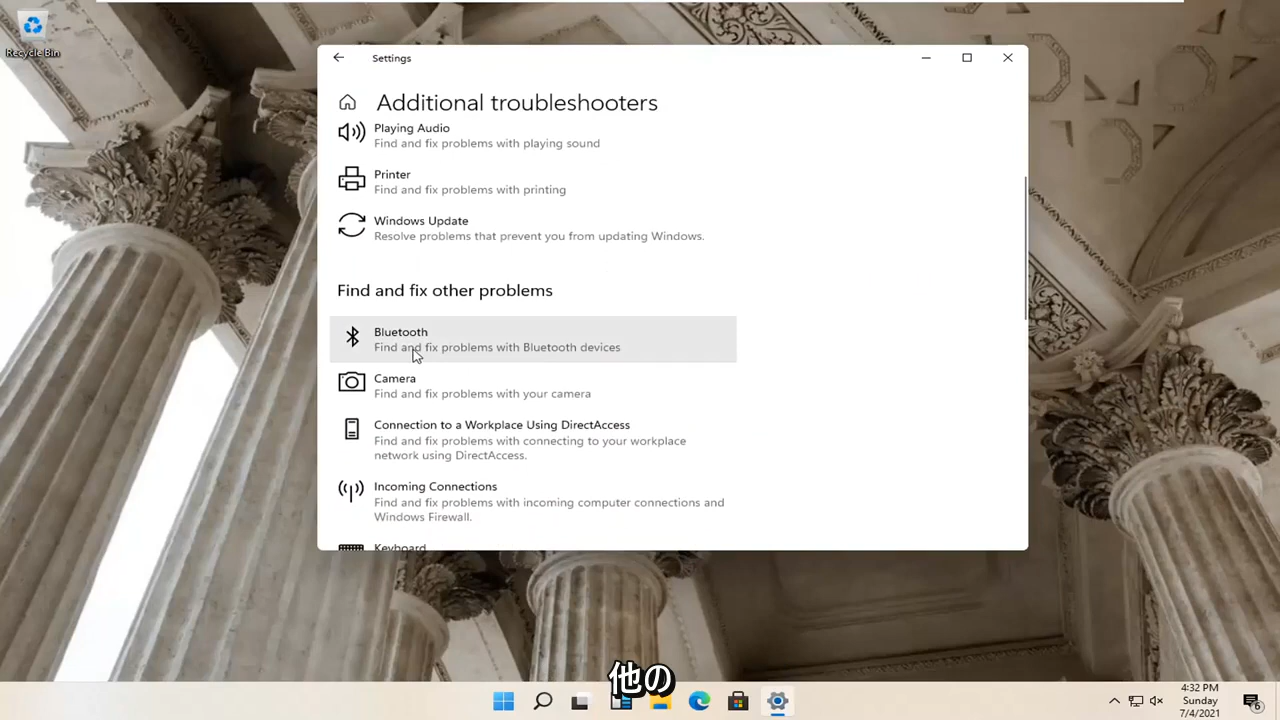 Recycle Bin
Settings
Additional troubleshooters
Playing Audio
Find and fix problems with playing sound
Printer
Find and fix problems with printing
Windows Update
Resolve problems that prevent you from updating Windows.
Find and fix other problems
Bluetooth
Find and fix problems with Bluetooth devices
Camera
Find and fix problems with your camera
Connection to a Workplace Using DirectAccess
Find and fix problems with connecting to your workplace
network using DirectAccess.
Incoming Connections
Find and fix problems with incoming computer connections and
Windows Firewall.
Keyboard
他の
4:32 PM
Sunday
7/4/2021
6